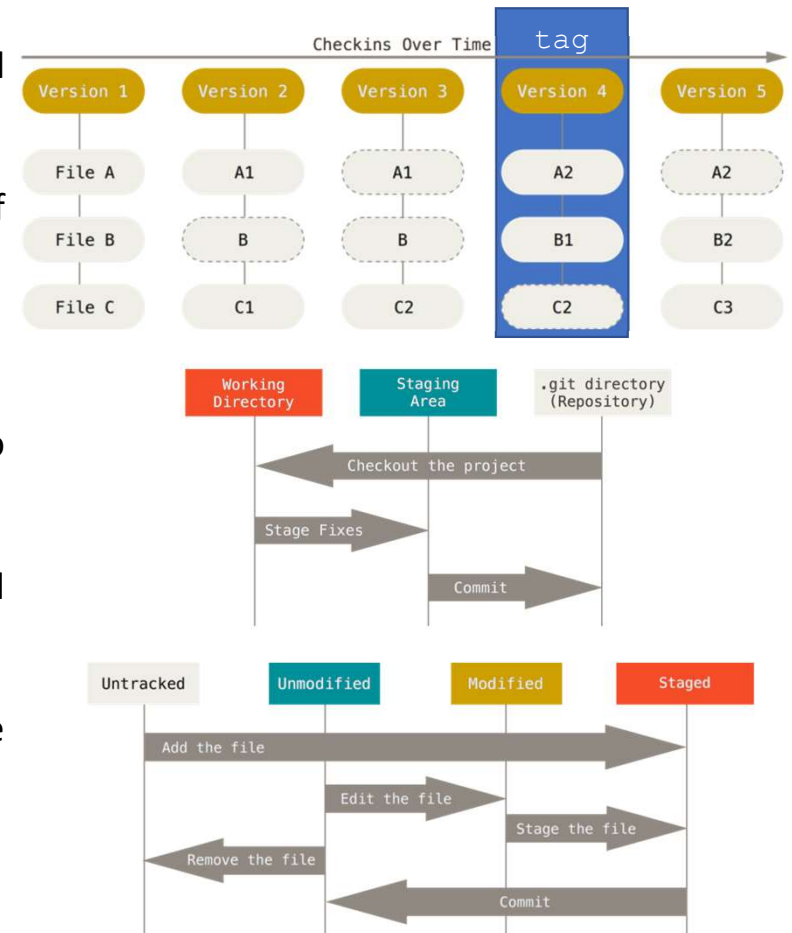 tag
Checkins Over Time
l
Version 1 Version 2 Version 3 Version 4 Version 5
File A A1 A1 A2 A2
f
File B B B B1 B2
File C C1 C2 C2 C3
Working Directory Staging Area .git directory (Repository)
o
Checkout the project
Stage Fixes
l
Commit
Untracked Unmodified Modified Staged
e
Add the file
Edit the file
Stage the file
Remove the file
Commit